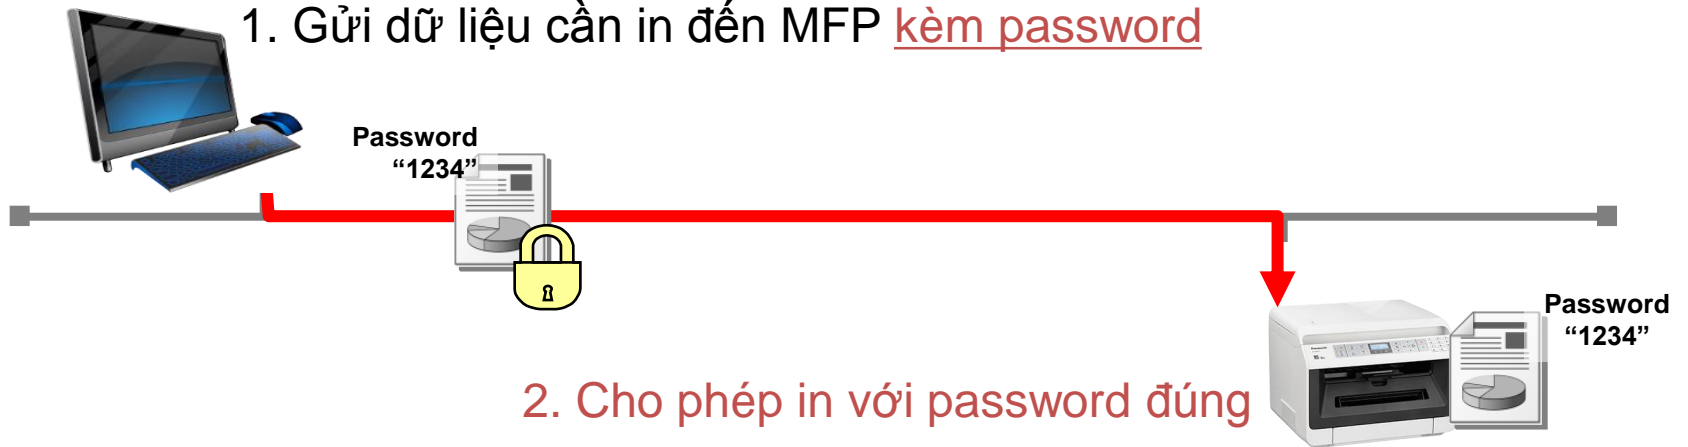 1. Gửi dữ liệu cần in đến MFP kèm password
Password
“1234”
Password
“1234”
2. Cho phép in với password đúng